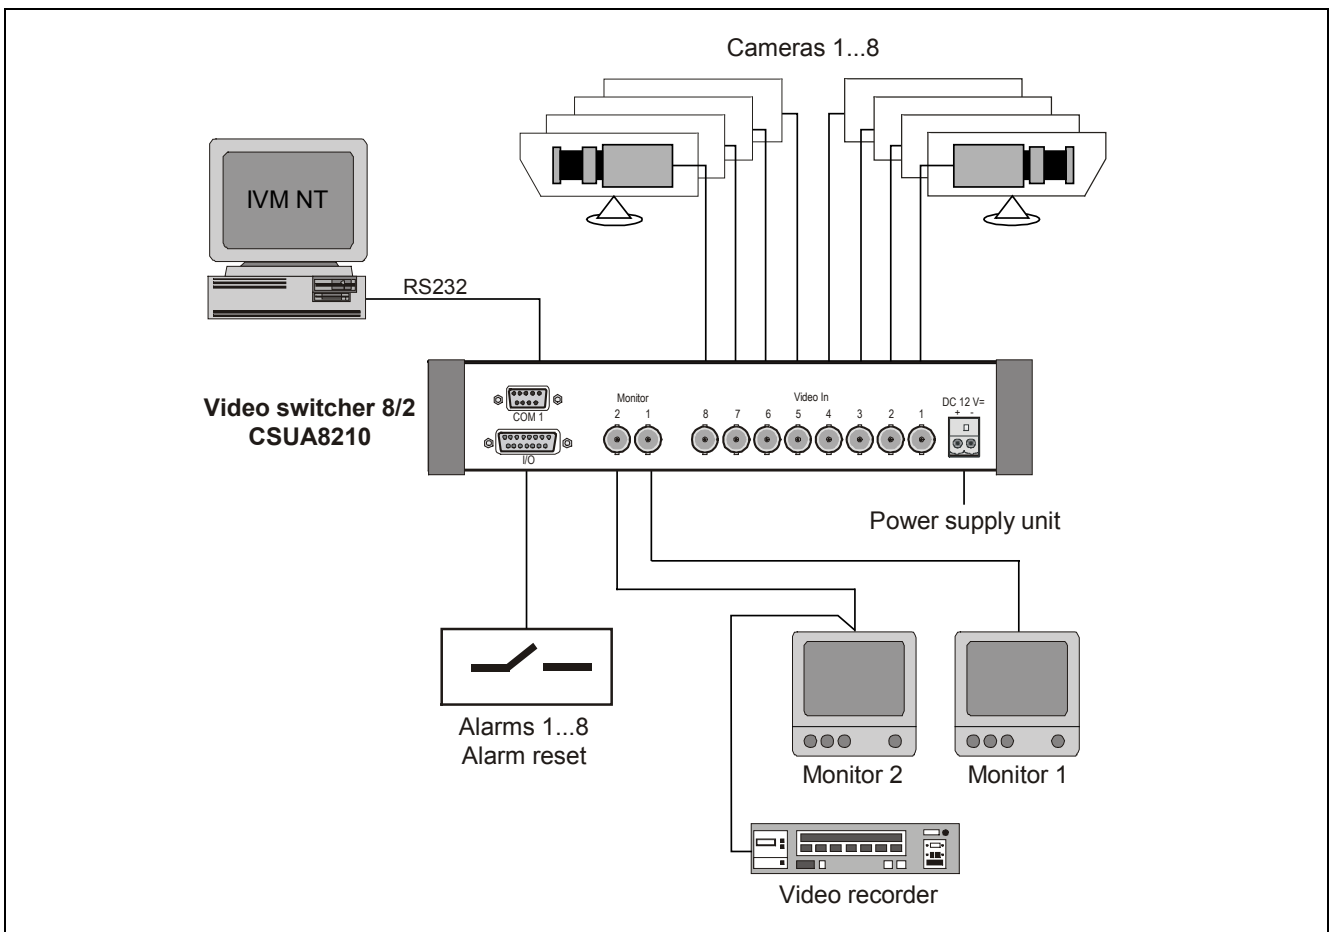 Cameras 1...8
IVM NT
RS232
Video switcher 8/2
CSUA8210
COM 1
I/O
Monitor
2 1
Video In
8 7 6 5 4 3 2 1
DC 12 V=
+ -
Power supply unit
Alarms 1...8
Alarm reset
Monitor 2
Monitor 1
Video recorder